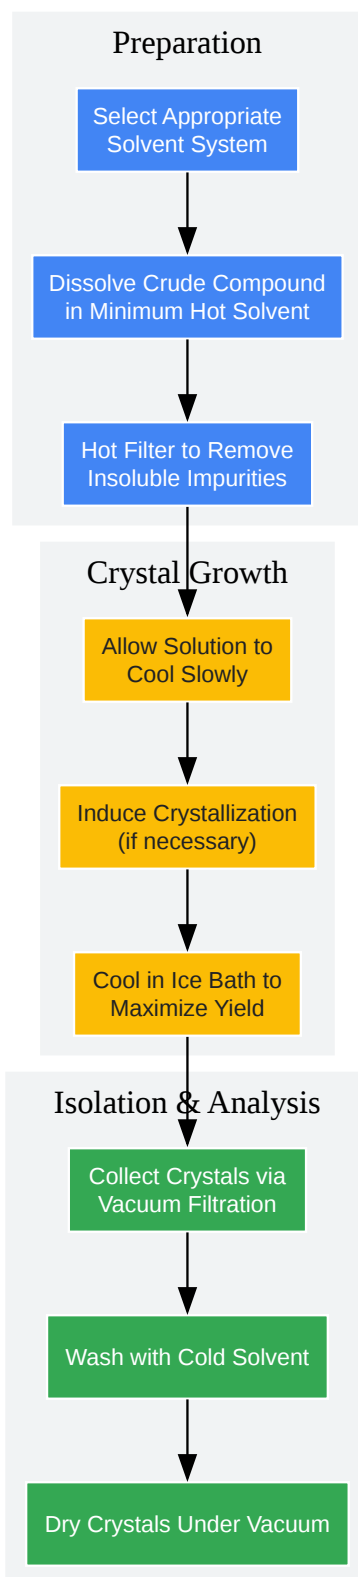 Preparation
Select Appropriate
Solvent System
Dissolve Crude Compound
in Minimum Hot Solvent
Hot Filter to Remove
Insoluble Impurities
Crystal Growth
Allow Solution to
Cool Slowly
Induce Crystallization
(if necessary)
Cool in Ice Bath to
Maximize Yield
Isolation & Analysis
Collect Crystals via
Vacuum Filtration
Wash with Cold Solvent
Dry Crystals Under Vacuum